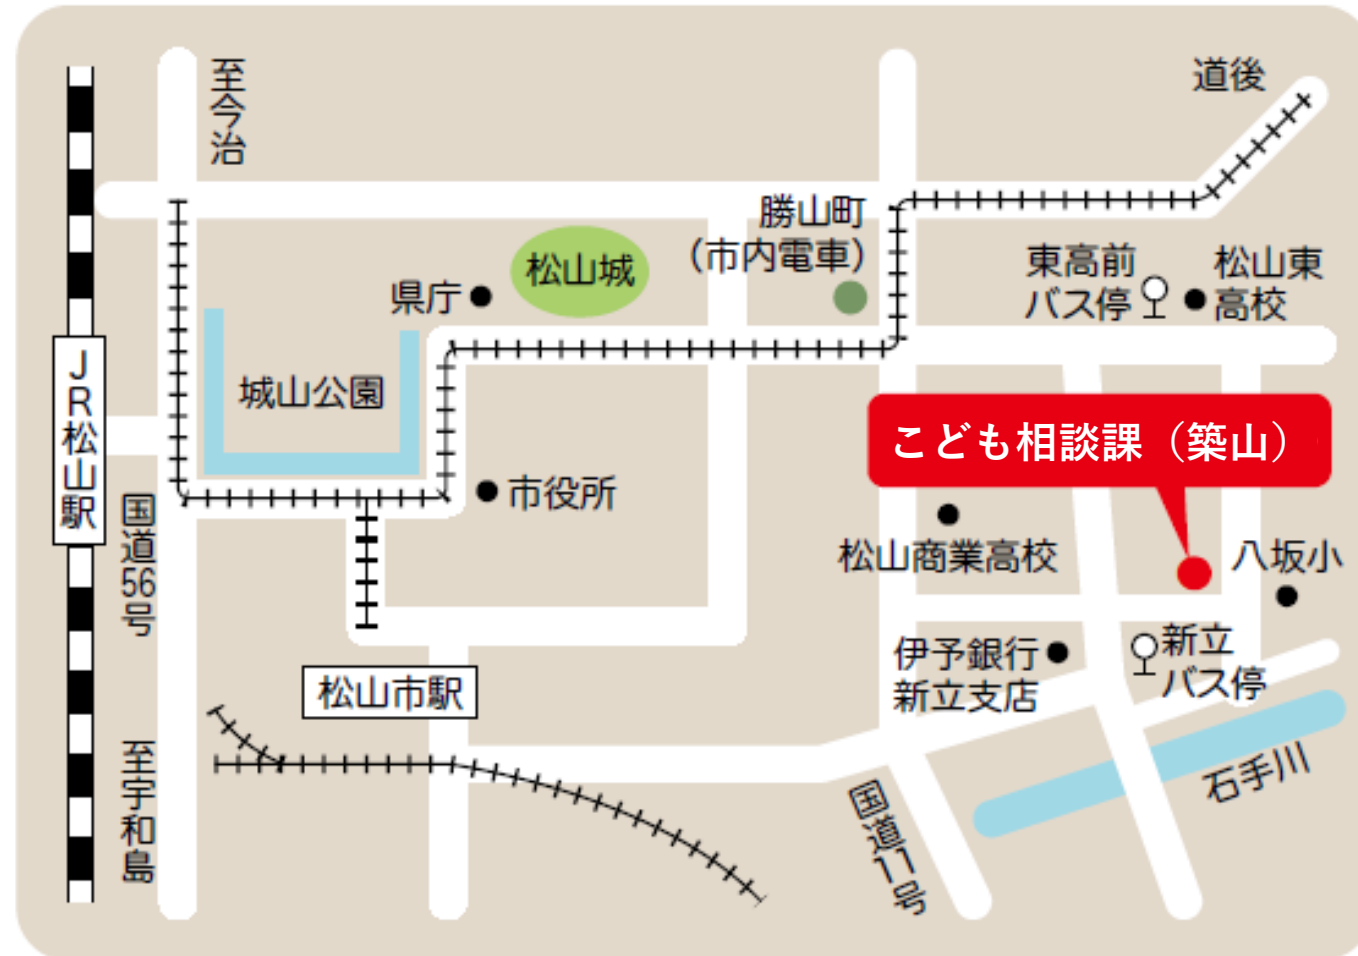 至今治
道後
勝山町
（市内電車）
松山城
県庁
東高前
バス停
松山東
高校
JR松山駅
城山公園
こども相談課（築山）
国道56号
市役所
松山商業高校
八坂小
伊予銀行
新立支店
新立
バス停
松山市駅
至宇和島
国道11号
石手川